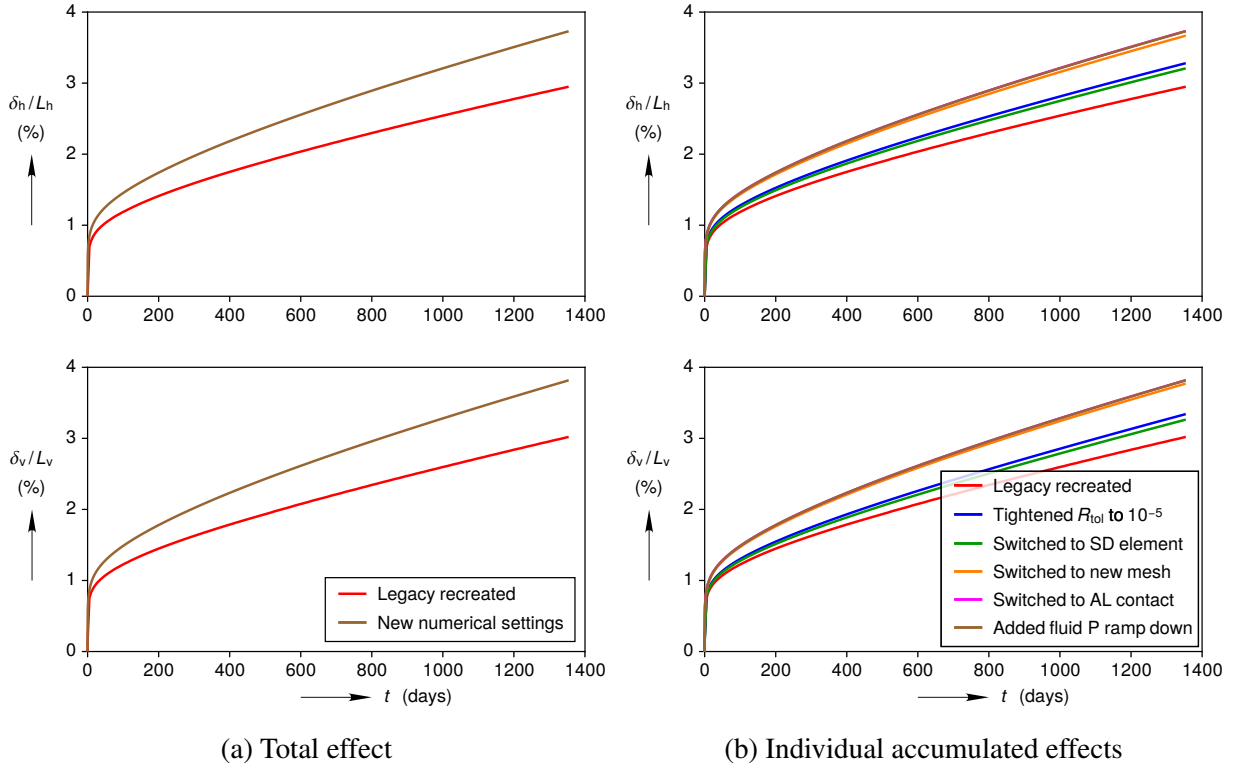 4
3
2
1
0
δh/Lh
(%)
0 200 400 600 800 1000 1200 1400
4
3
2
1
0
δh/Lh
(%)
0 200 400 600 800 1000 1200 1400
4
3
2
1
0
δv/Lv
(%)
Legacy recreated
New numerical settings
0 200 400 600 800 1000 1200 1400
t (days)
4
3
2
1
0
δv/Lv
(%)
Legacy recreated
Tightened Rtol to 10⁻⁵
Switched to SD element
Switched to new mesh
Switched to AL contact
Added fluid P ramp down
0 200 400 600 800 1000 1200 1400
t (days)
(a) Total effect
(b) Individual accumulated effects